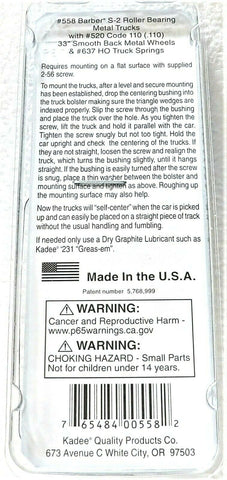 #558 Barber® S-2 Roller Bearing
Metal Trucks
with #520 Code 110 (.110)
33" Smooth Back Metal Wheels
& #637 HO Truck Springs
Requires mounting on a flat surface with supplied
2-56 screw.
To mount the trucks, after a level and secure mounting
has been established, drop the centering bushing into
the truck bolster making sure the triangle wedges are
indexed properly. Slip the screw through the bushing
and place the truck over the hole. As you tighten the
screw, lift the truck and hold it parallel with the car.
Tighten the screw snugly but not too tight. Hold the
car upright and check the centering of the trucks. If
they are not straight, loosen the screw and realign the
truck, which turns the bushing slightly, until it hangs
straight. If the bushing is easily turned after the screw
is snug, place a thin washer between the bolster and
mounting surface and tighten as above. Roughing up
the mounting surface may also help.
Now the trucks will "self-center" when the car is picked
up and can easily be placed on a straight piece of track
without the usual handling and fumbling.
If needed only use a Dry Graphite Lubricant such as
Kadee® #231 "Greas-em".
Made in the U.S.A.
Patent number 5,768,999
WARNING:
Cancer and Reproductive Harm -
www.p65warnings.ca.gov
WARNING:
CHOKING HAZARD - Small Parts
Not for children under 14 years.
7 65484 00558 2
Kadee® Quality Products Co.
673 Avenue C White City, OR 97503